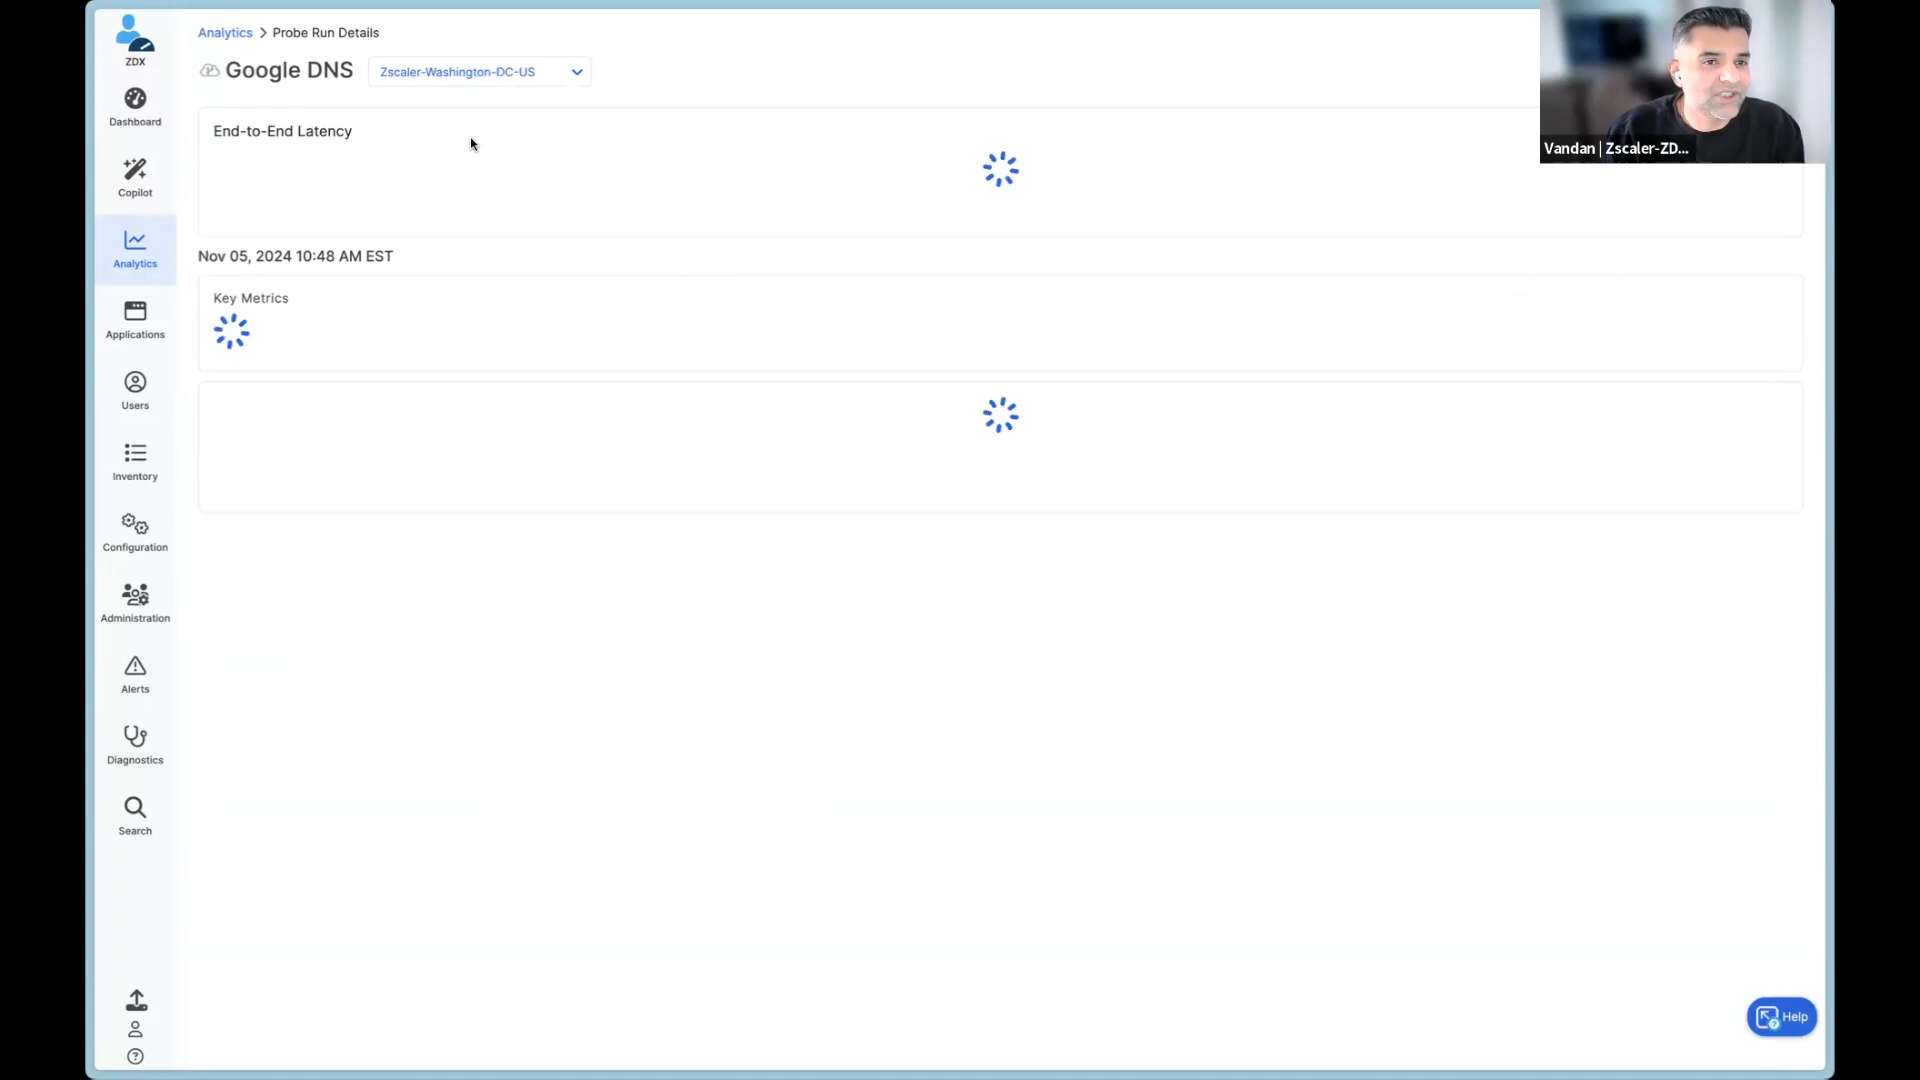 ZDX
Dashboard
Copilot
Analytics
Applications
Users
Inventory
Configuration
Administration
Alerts
Diagnostics
Search
Analytics > Probe Run Details
Google DNS
Zscaler-Washington-DC-US
End-to-End Latency
Nov 05, 2024 10:48 AM EST
Key Metrics
Vandan | Zscaler-ZD...
Help